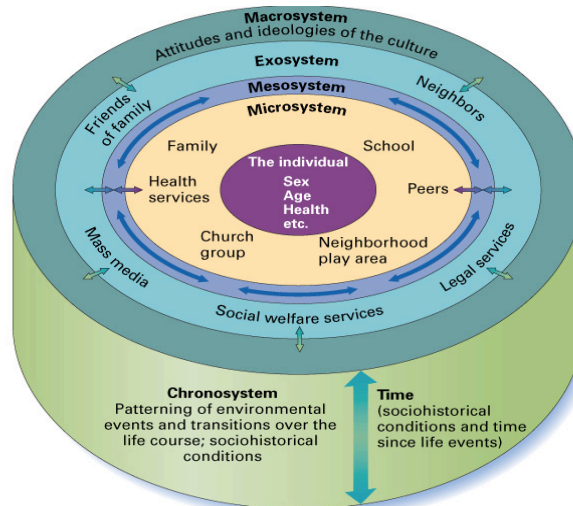 Macrosystem
Attitudes and ideologies of the culture
Exosystem
Mesosystem
Microsystem
Friends
of family
Neighbors
Family
School
The individual
Sex
Age
Health
etc.
Health
services
Peers
Church
group
Neighborhood
play area
Mass media
Legal services
Social welfare services
Chronosystem
Patterning of environmental
events and transitions over the
life course; sociohistorical
conditions
Time
(sociohistorical
conditions and time
since life events)